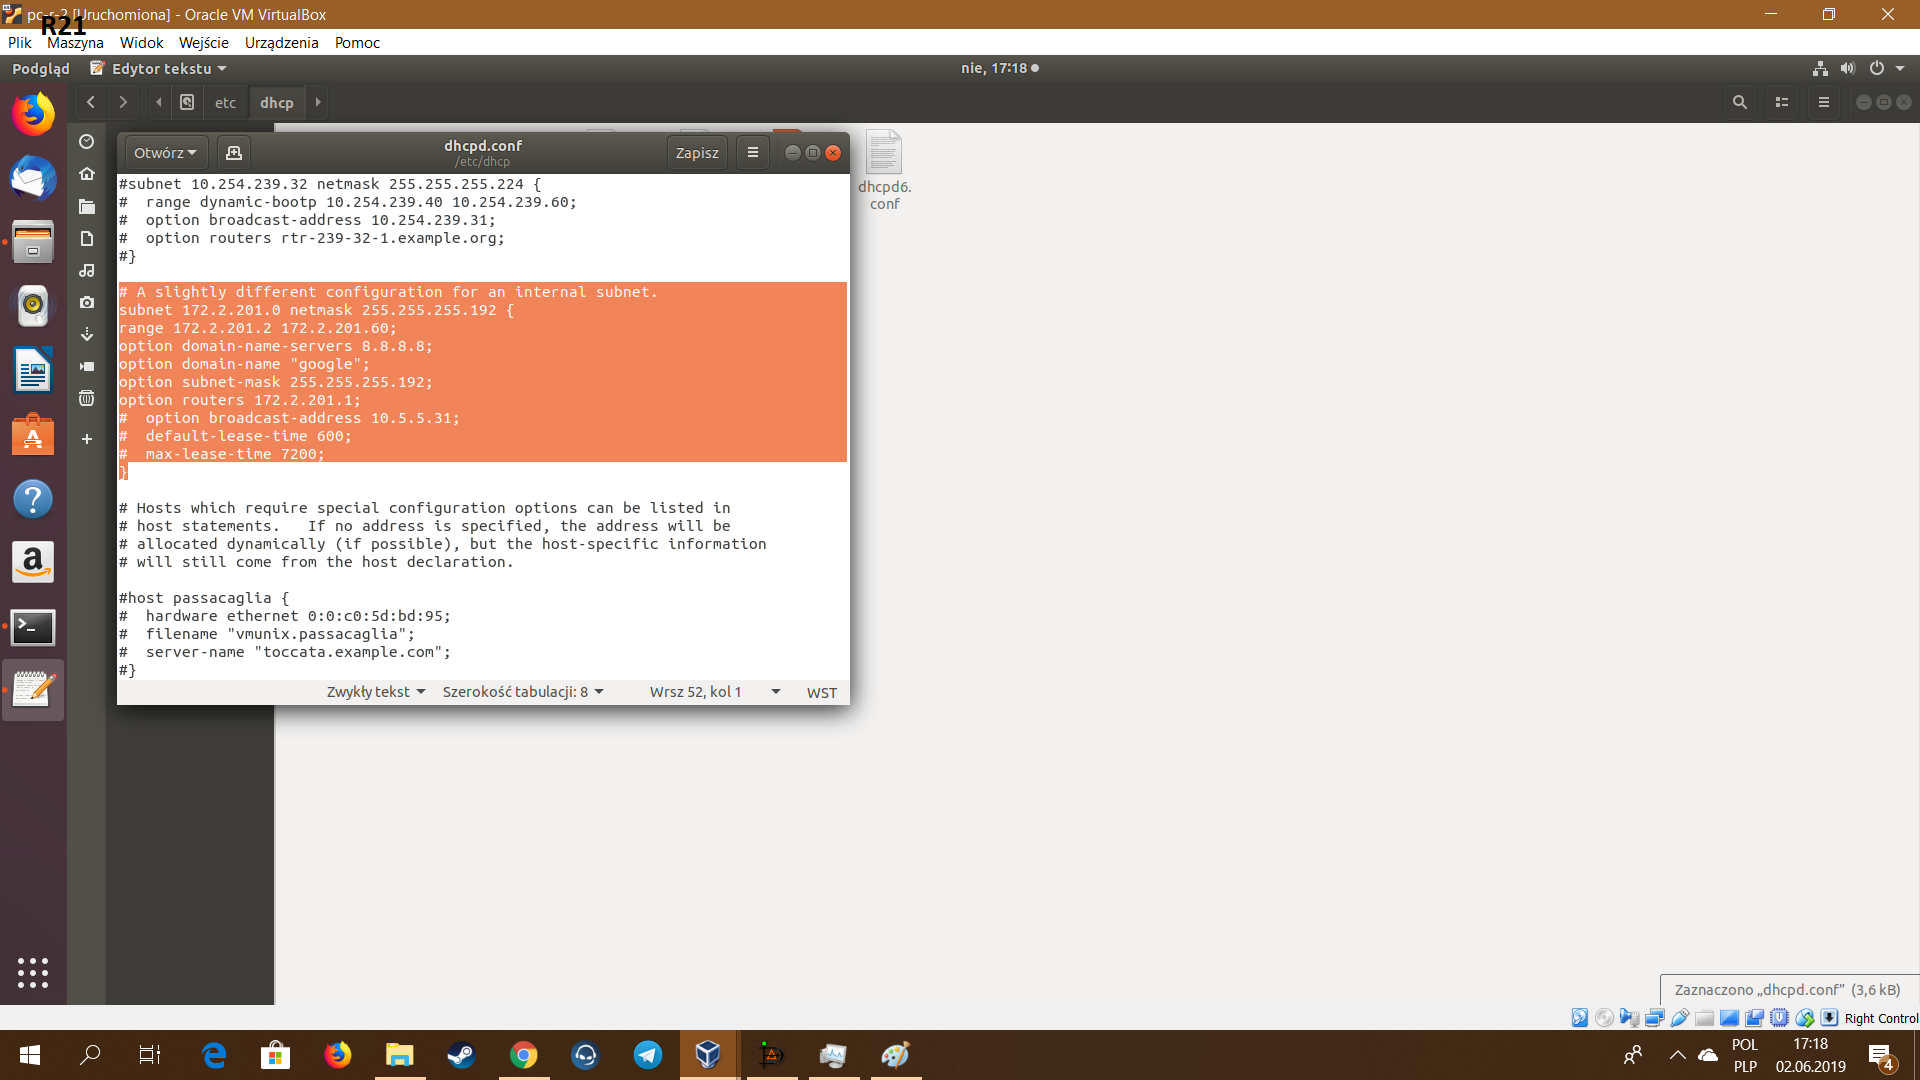 pc-r-2 [Uruchomiona] - Oracle VM VirtualBox
R21
Plik Maszyna Widok Wejście Urządzenia Pomoc
Podgląd Edytor tekstu nie, 17:18
etc dhcp
Otwórz dhcpd.conf Zapisz
/etc/dhcp
dhcpd6.
conf
#subnet 10.254.239.32 netmask 255.255.255.224 {
#  range dynamic-bootp 10.254.239.40 10.254.239.60;
#  option broadcast-address 10.254.239.31;
#  option routers rtr-239-32-1.example.org;
#}
# A slightly different configuration for an internal subnet.
subnet 172.2.201.0 netmask 255.255.255.192 {
range 172.2.201.2 172.2.201.60;
option domain-name-servers 8.8.8.8;
option domain-name "google";
option subnet-mask 255.255.255.192;
option routers 172.2.201.1;
#  option broadcast-address 10.5.5.31;
#  default-lease-time 600;
#  max-lease-time 7200;
}
# Hosts which require special configuration options can be listed in
# host statements.   If no address is specified, the address will be
# allocated dynamically (if possible), but the host-specific information
# will still come from the host declaration.
#host passacaglia {
#  hardware ethernet 0:0:c0:5d:bd:95;
#  filename "vmunix.passacaglia";
#  server-name "toccata.example.com";
#}
Zwykły tekst Szerokość tabulacji: 8 Wrsz 52, kol 1 WST
Zaznaczono „dhcpd.conf” (3,6 kB)
Right Control
POL 17:18
PLP 02.06.2019
4